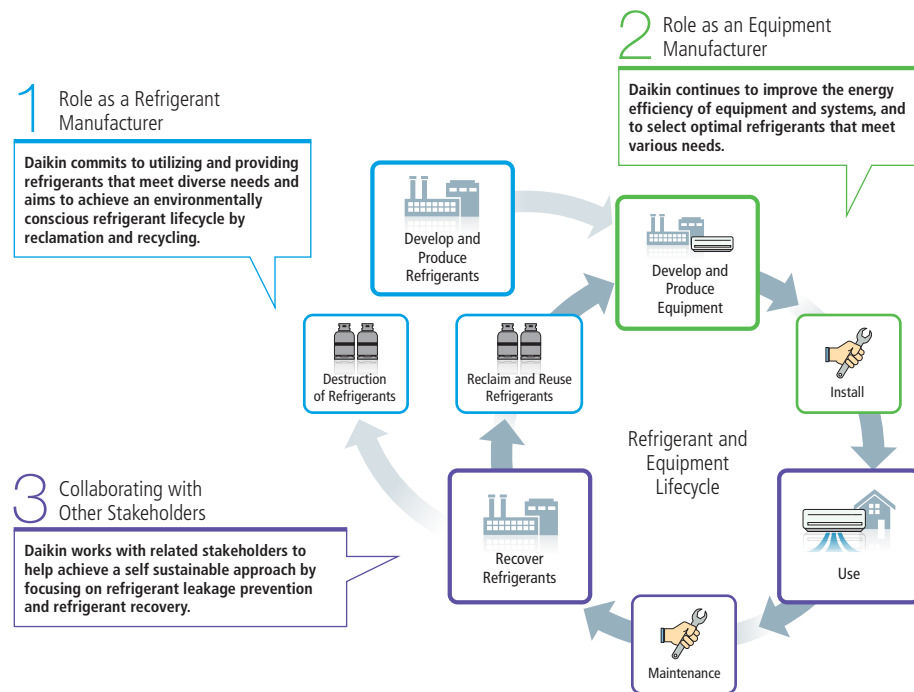 1
Role as a Refrigerant
Manufacturer
Daikin commits to utilizing and providing
refrigerants that meet diverse needs and
aims to achieve an environmentally
conscious refrigerant lifecycle by
reclamation and recycling.
2
Role as an Equipment
Manufacturer
Daikin continues to improve the energy
efficiency of equipment and systems, and
to select optimal refrigerants that meet
various needs.
Develop and
Produce
Refrigerants
Develop and
Produce
Equipment
Destruction
of Refrigerants
Reclaim and Reuse
Refrigerants
Install
Refrigerant and
Equipment
Lifecycle
3
Collaborating with
Other Stakeholders
Daikin works with related stakeholders to
help achieve a self sustainable approach by
focusing on refrigerant leakage prevention
and refrigerant recovery.
Recover
Refrigerants
Use
Maintenance